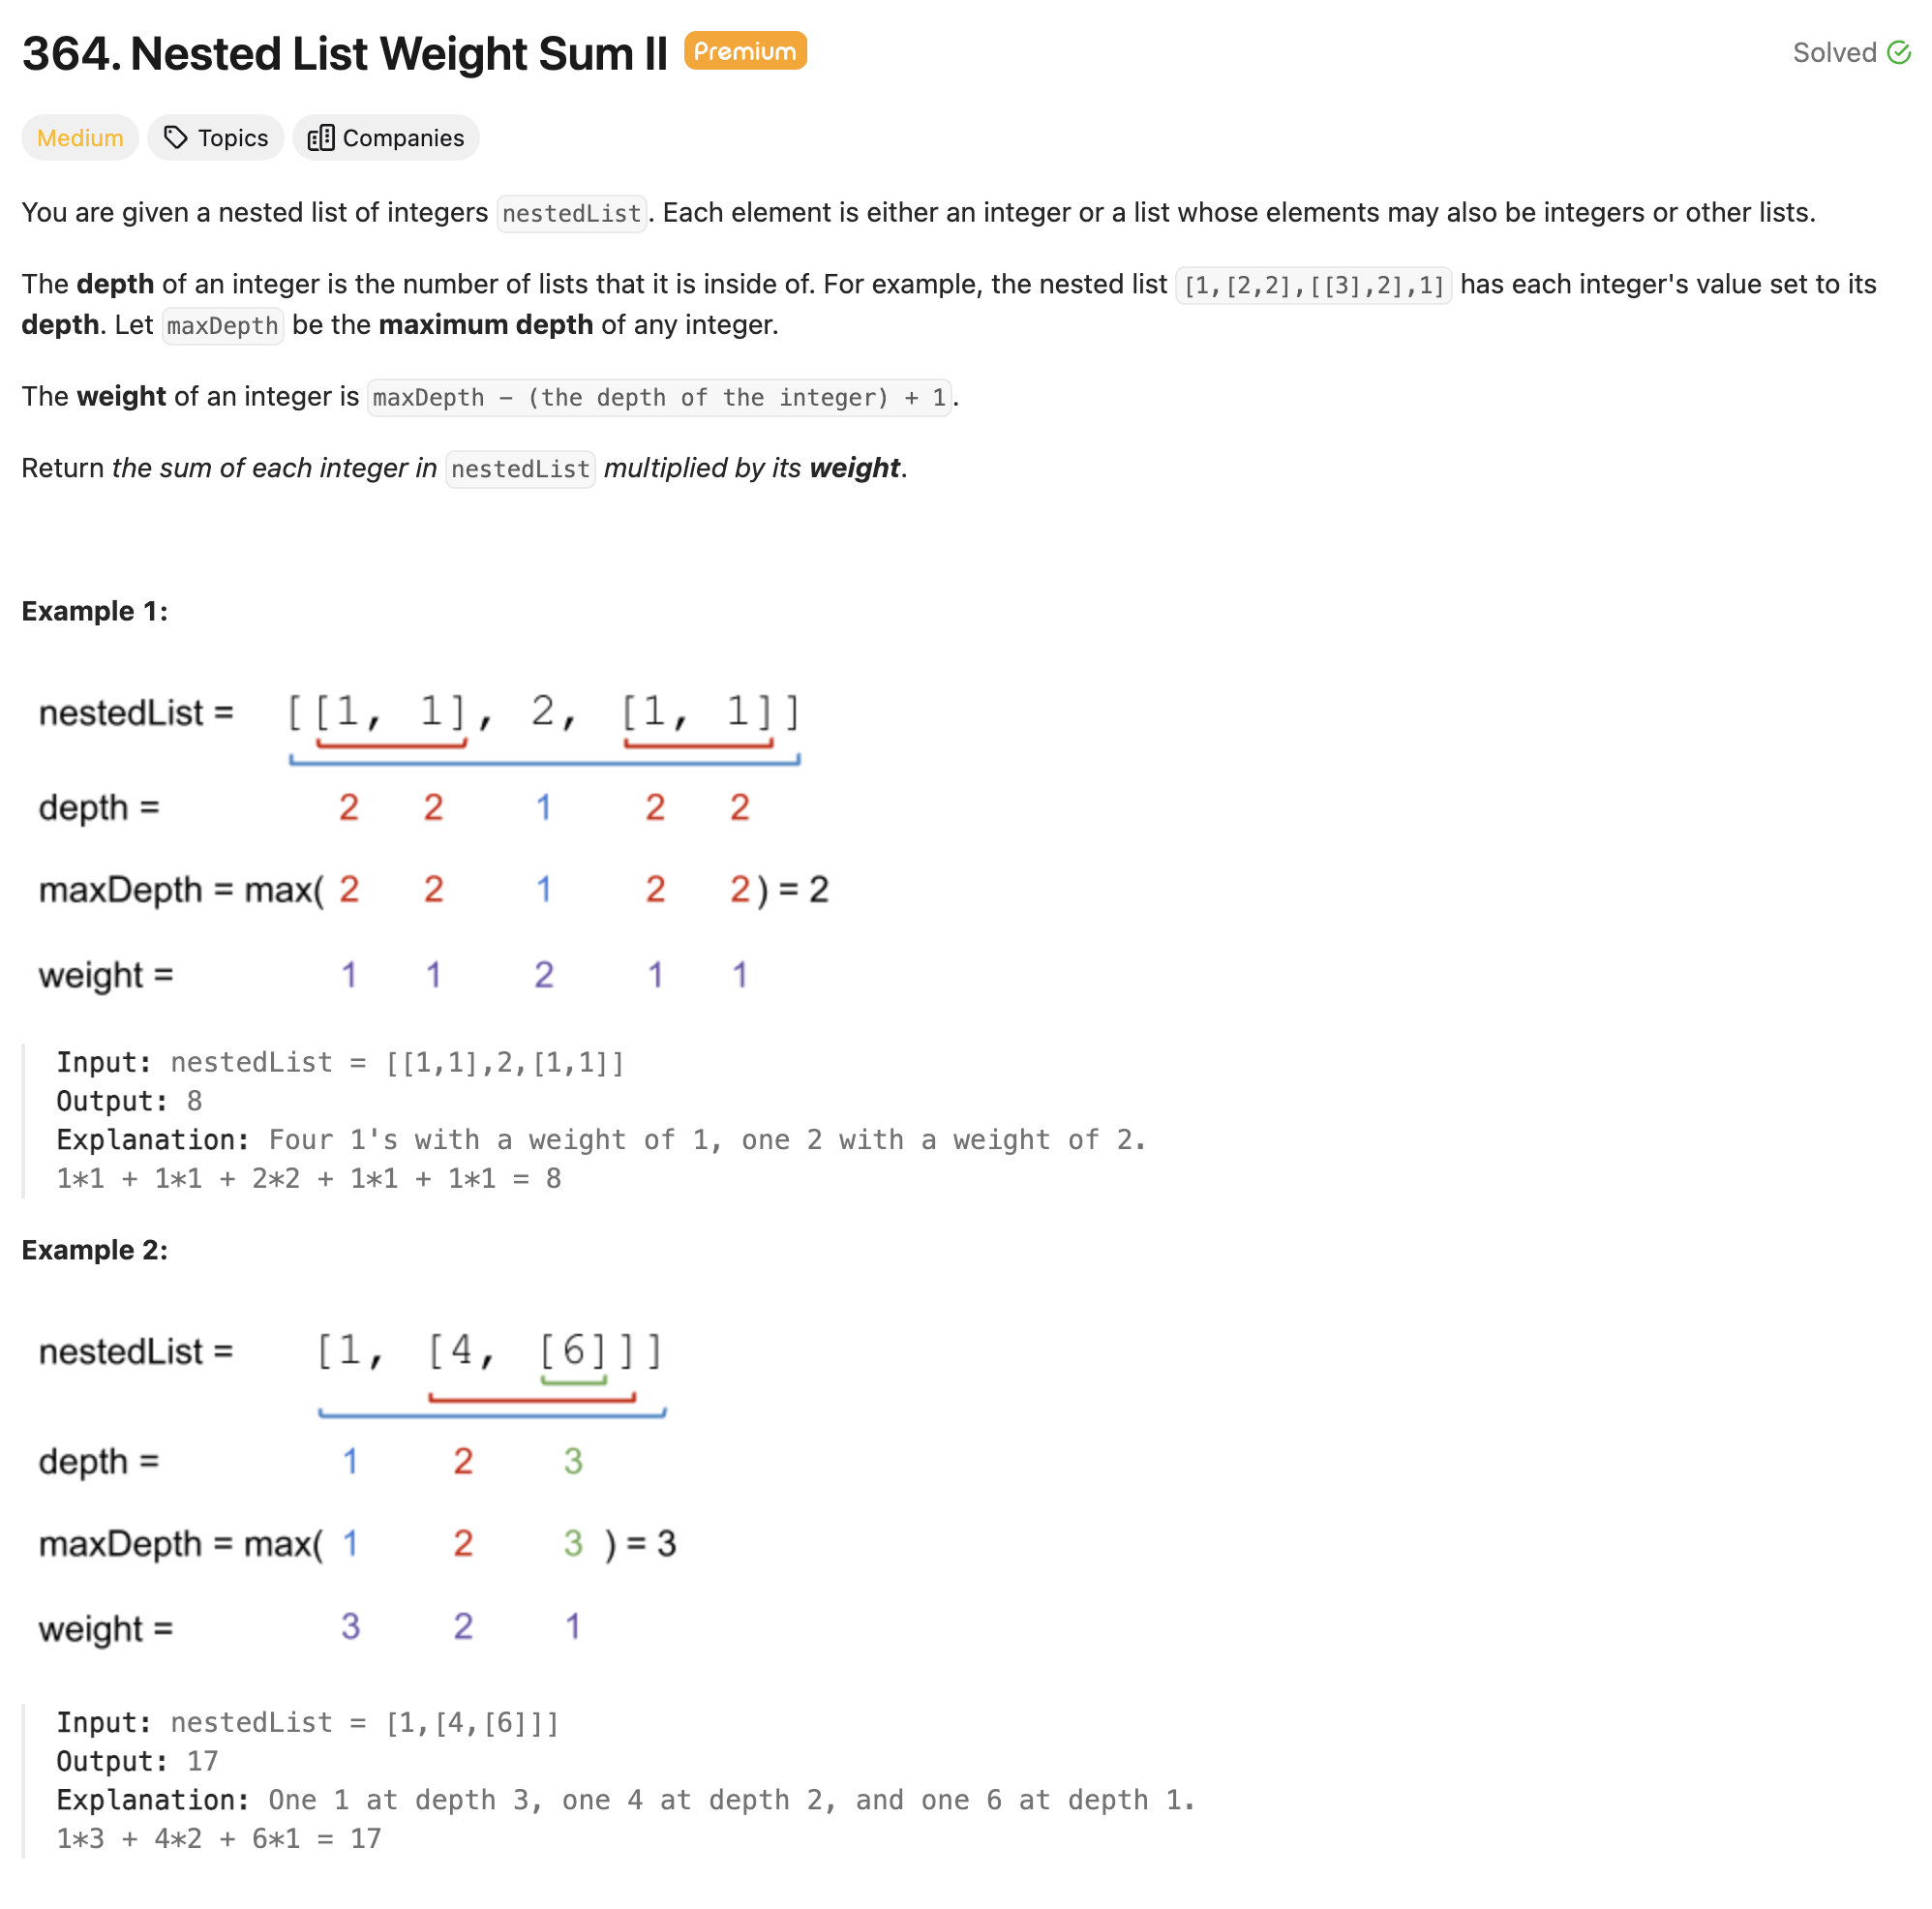 364. Nested List Weight Sum II Premium Solved
Medium Topics Companies
You are given a nested list of integers nestedList. Each element is either an integer or a list whose elements may also be integers or other lists.
The depth of an integer is the number of lists that it is inside of. For example, the nested list [1,[2,2],[[3],2],1] has each integer's value set to its
depth. Let maxDepth be the maximum depth of any integer.
The weight of an integer is maxDepth − (the depth of the integer) + 1.
Return the sum of each integer in nestedList multiplied by its weight.
Example 1:
nestedList = [[1, 1], 2, [1, 1]]
depth = 2 2 1 2 2
maxDepth = max( 2 2 1 2 2 ) = 2
weight = 1 1 2 1 1
Input: nestedList = [[1,1],2,[1,1]]
Output: 8
Explanation: Four 1's with a weight of 1, one 2 with a weight of 2.
1*1 + 1*1 + 2*2 + 1*1 + 1*1 = 8
Example 2:
nestedList = [1, [4, [6]]]
depth = 1 2 3
maxDepth = max( 1 2 3 ) = 3
weight = 3 2 1
Input: nestedList = [1,[4,[6]]]
Output: 17
Explanation: One 1 at depth 3, one 4 at depth 2, and one 6 at depth 1.
1*3 + 4*2 + 6*1 = 17